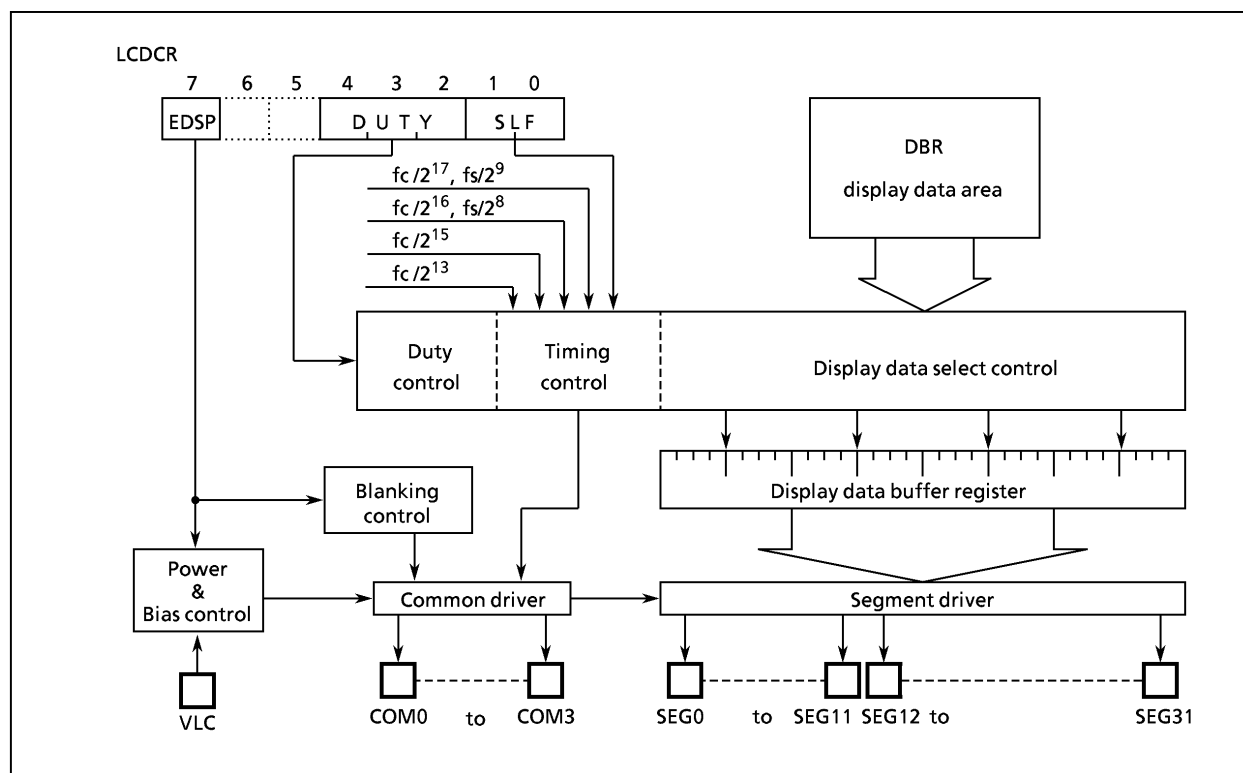 LCDCR
7 6 5 4 3 2 1 0
EDSP DUTY SLF
fc/2^17, fs/2^9
fc/2^16, fs/2^8
fc/2^15
fc/2^13
DBR
display data area
Duty
control
Timing
control
Display data select control
Display data buffer register
Blanking
control
Power
&
Bias control
Common driver
Segment driver
VLC
COM0 to COM3
SEG0 to SEG11 SEG12 to SEG31